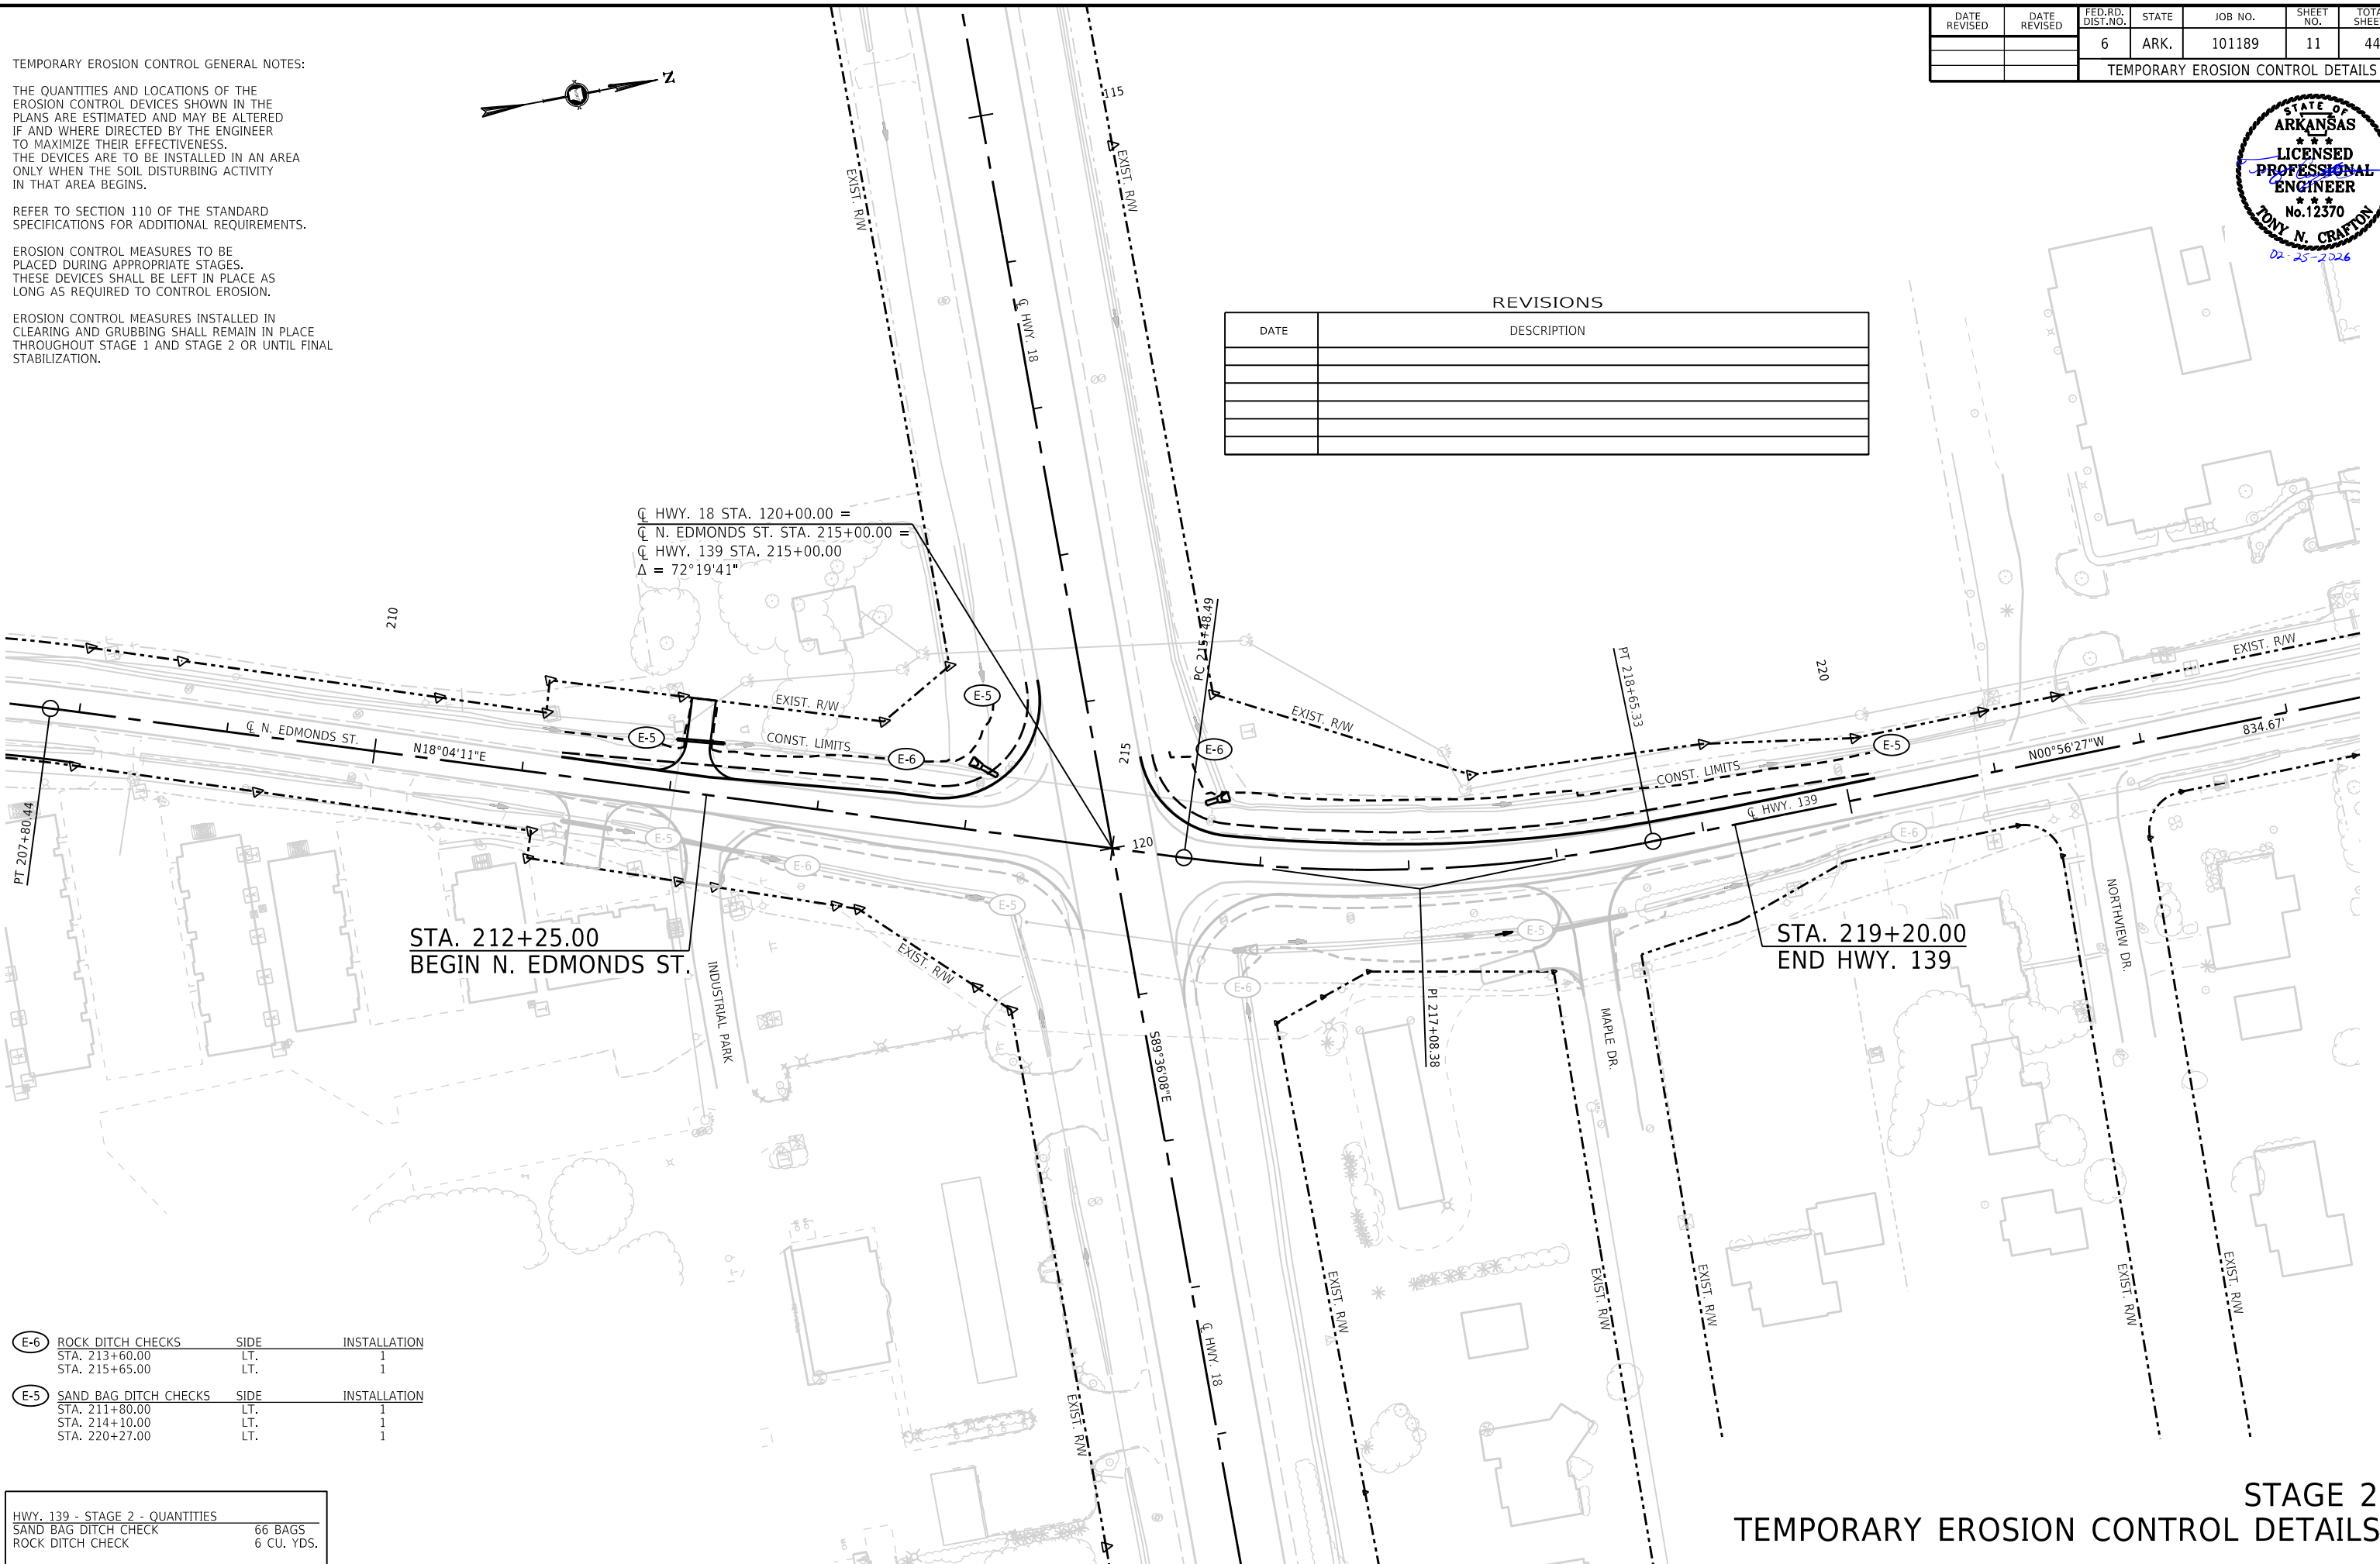 DATE REVISED
DATE REVISED
FED.RD. DIST.NO.
STATE
JOB NO.
SHEET NO.
6
ARK.
101189
11
44
TEMPORARY EROSION CONTROL DETAILS
STATE OF
ARKANSAS
★ ★ ★
LICENSED
PROFESSIONAL
ENGINEER
★ ★ ★
No.12370
TONY N. CRAFTON
02-25-2026
TEMPORARY EROSION CONTROL GENERAL NOTES:
THE QUANTITIES AND LOCATIONS OF THE
EROSION CONTROL DEVICES SHOWN IN THE
PLANS ARE ESTIMATED AND MAY BE ALTERED
IF AND WHERE DIRECTED BY THE ENGINEER
TO MAXIMIZE THEIR EFFECTIVENESS.
THE DEVICES ARE TO BE INSTALLED IN AN AREA
ONLY WHEN THE SOIL DISTURBING ACTIVITY
IN THAT AREA BEGINS.
REFER TO SECTION 110 OF THE STANDARD
SPECIFICATIONS FOR ADDITIONAL REQUIREMENTS.
EROSION CONTROL MEASURES TO BE
PLACED DURING APPROPRIATE STAGES.
THESE DEVICES SHALL BE LEFT IN PLACE AS
LONG AS REQUIRED TO CONTROL EROSION.
EROSION CONTROL MEASURES INSTALLED IN
CLEARING AND GRUBBING SHALL REMAIN IN PLACE
THROUGHOUT STAGE 1 AND STAGE 2 OR UNTIL FINAL
STABILIZATION.
N
115
EXIST. R/W
EXIST. R/W
℄ HWY. 18
REVISIONS
DATE
DESCRIPTION
℄ HWY. 18 STA. 120+00.00 =
℄ N. EDMONDS ST. STA. 215+00.00 =
℄ HWY. 139 STA. 215+00.00
Δ = 72°19'41"
210
PC 215+48.49
PT 218+65.33
220
EXIST. R/W
E-5
EXIST. R/W
EXIST. R/W
E-5
CONST. LIMITS
E-6
215
E-6
E-5
℄ N. EDMONDS ST.
N18°04'11"E
CONST. LIMITS
N00°56'27"W
834.67'
℄ HWY. 139
PT 207+80.44
120
E-5
E-6
E-5
E-6
E-5
E-6
STA. 212+25.00
BEGIN N. EDMONDS ST.
STA. 219+20.00
END HWY. 139
EXIST. R/W
INDUSTRIAL PARK
S89°36'08"E
PI 217+08.38
MAPLE DR.
NORTHVIEW DR.
EXIST. R/W
EXIST. R/W
EXIST. R/W
EXIST. R/W
EXIST. R/W
℄ HWY. 18
EXIST. R/W
E-6 ROCK DITCH CHECKS SIDE INSTALLATION
STA. 213+60.00 LT. 1
STA. 215+65.00 LT. 1
E-5 SAND BAG DITCH CHECKS SIDE INSTALLATION
STA. 211+80.00 LT. 1
STA. 214+10.00 LT. 1
STA. 220+27.00 LT. 1
HWY. 139 - STAGE 2 - QUANTITIES
SAND BAG DITCH CHECK 66 BAGS
ROCK DITCH CHECK 6 CU. YDS.
STAGE 2
TEMPORARY EROSION CONTROL DETAILS